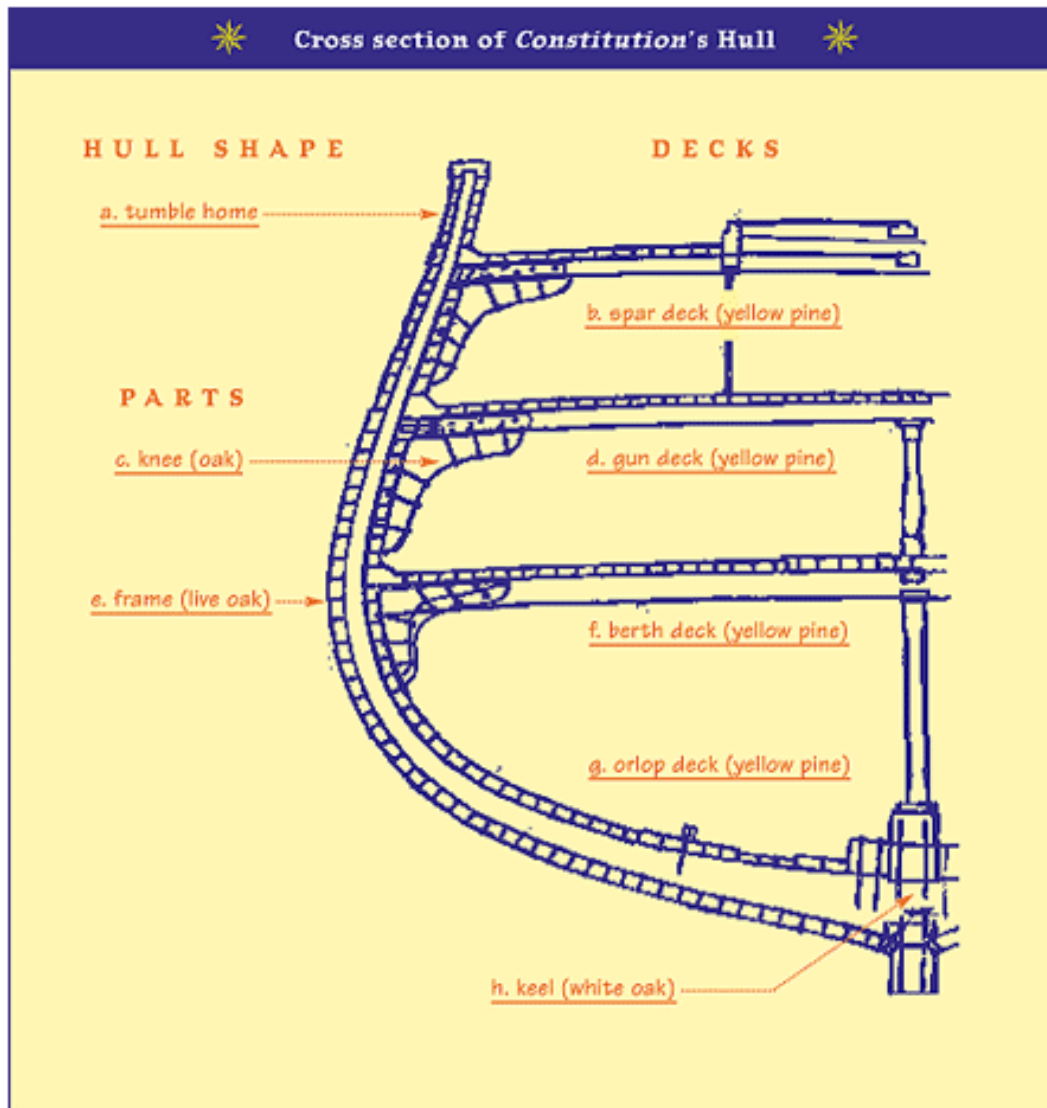 Cross section of Constitution's Hull
HULL SHAPE
DECKS
a. tumble home
b. spar deck (yellow pine)
PARTS
c. knee (oak)
d. gun deck (yellow pine)
e. frame (live oak)
f. berth deck (yellow pine)
g. orlop deck (yellow pine)
h. keel (white oak)